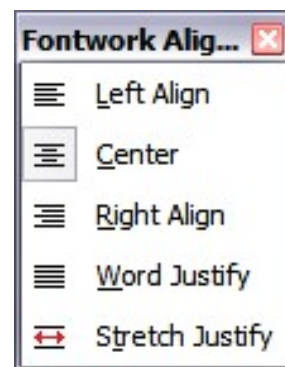 Fontwork Alig...
Left Align
Center
Right Align
Word Justify
Stretch Justify